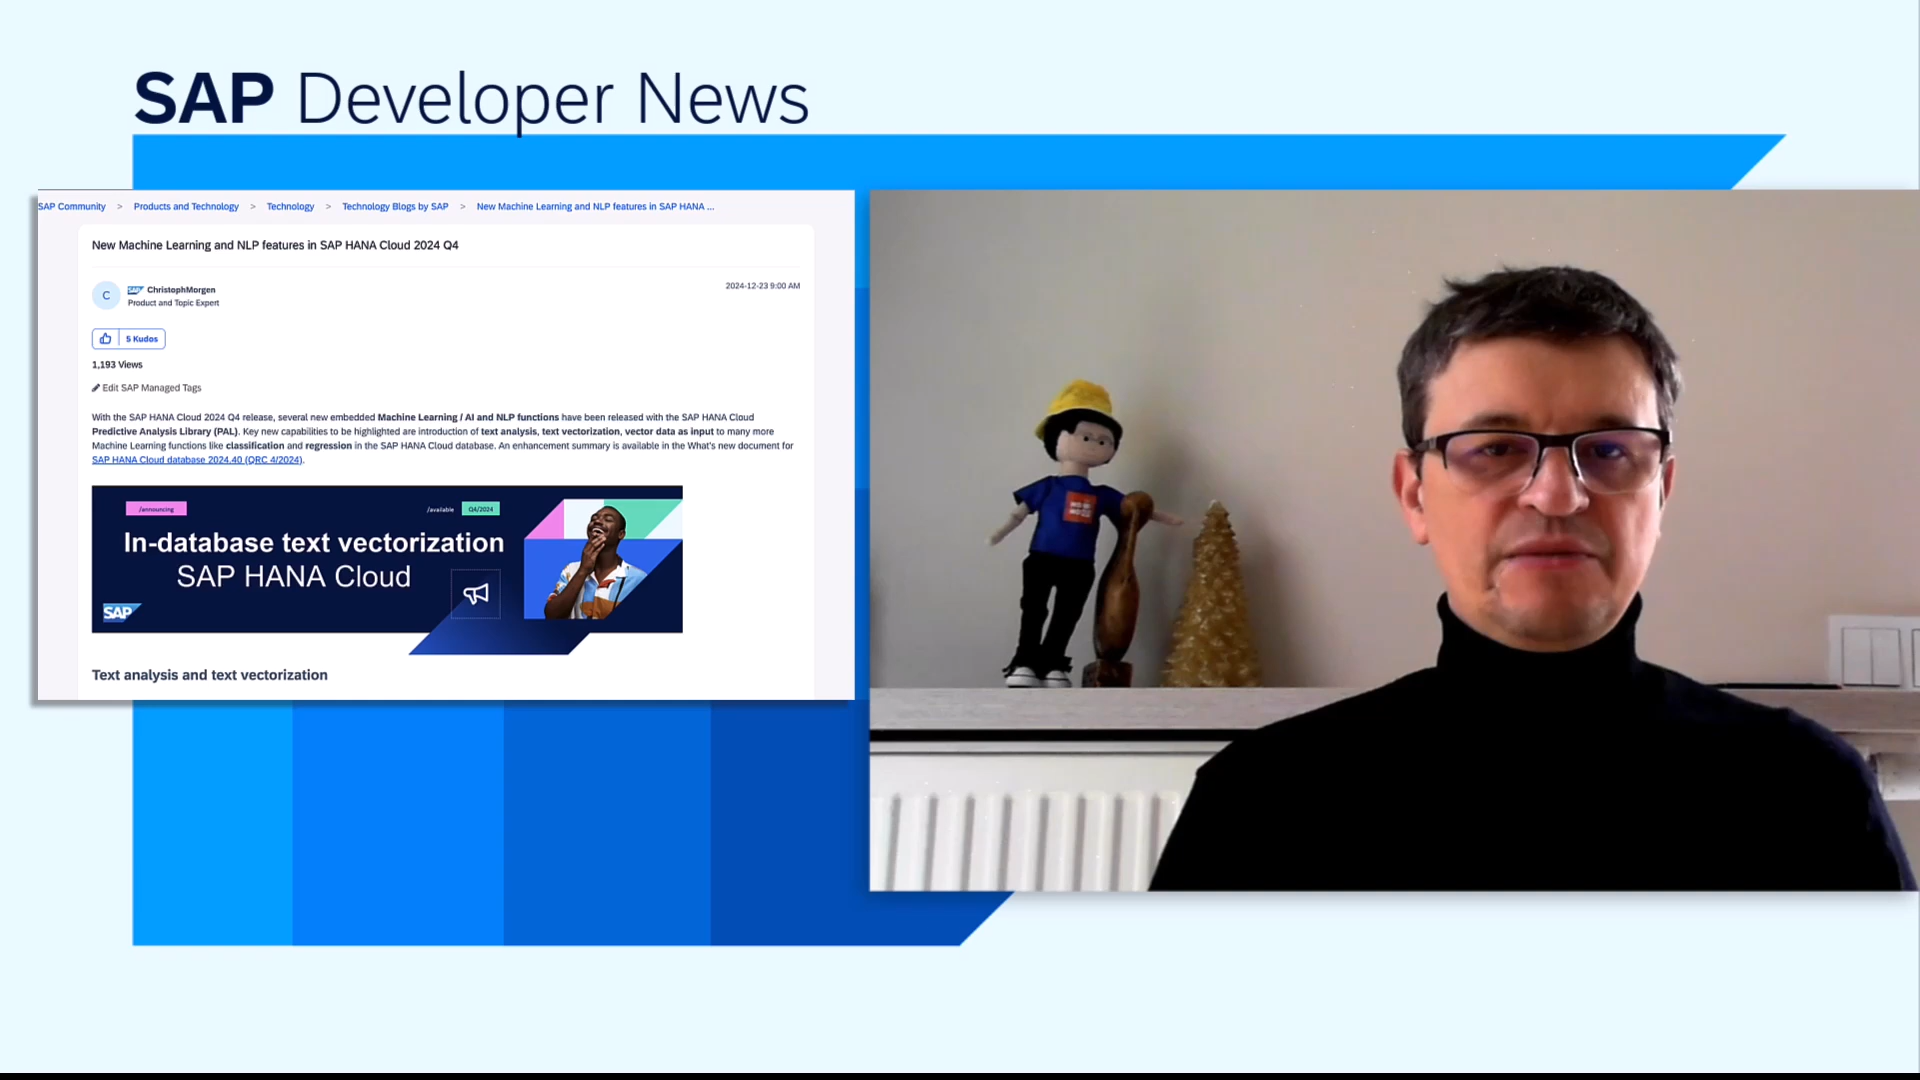 SAP Developer News
SAP Community > Products and Technology > Technology > Technology Blogs by SAP > New Machine Learning and NLP features in SAP HANA ...
New Machine Learning and NLP features in SAP HANA Cloud 2024 Q4
C
SAP ChristophMorgen
Product and Topic Expert
2024-12-23 9:00 AM
5 Kudos
1,193 Views
Edit SAP Managed Tags
With the SAP HANA Cloud 2024 Q4 release, several new embedded Machine Learning / AI and NLP functions have been released with the SAP HANA Cloud
Predictive Analysis Library (PAL). Key new capabilities to be highlighted are introduction of text analysis, text vectorization, vector data as input to many more
Machine Learning functions like classification and regression in the SAP HANA Cloud database. An enhancement summary is available in the What's new document for
SAP HANA Cloud database 2024.40 (QRC 4/2024).
/announcing
/available Q4/2024
In-database text vectorization
SAP HANA Cloud
SAP
Text analysis and text vectorization